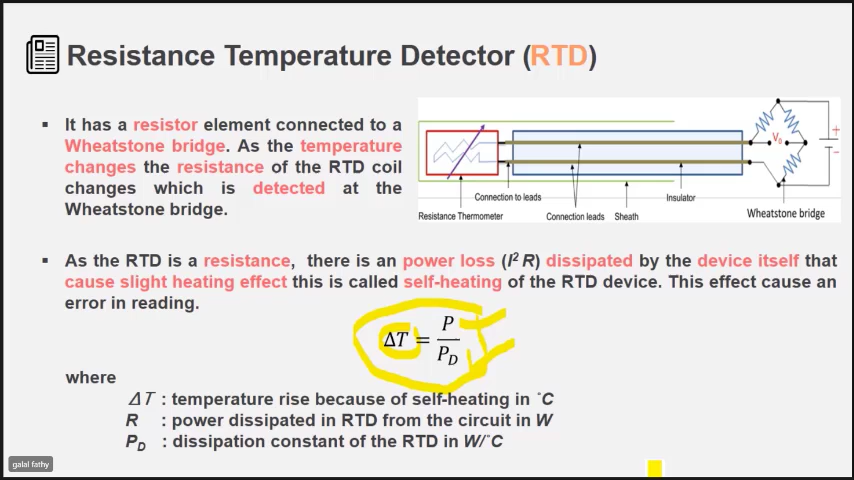 Resistance Temperature Detector (RTD)
▪ It has a resistor element connected to a
Wheatstone bridge. As the temperature
changes the resistance of the RTD coil
changes which is detected at the
Wheatstone bridge.
V₀
+
−
Connection to leads
Insulator
Resistance Thermometer
Connection leads
Sheath
Wheatstone bridge
▪ As the RTD is a resistance, there is an power loss (I² R) dissipated by the device itself that
cause slight heating effect this is called self-heating of the RTD device. This effect cause an
error in reading.
ΔT = P / P_D
where
ΔT : temperature rise because of self-heating in ˚C
R : power dissipated in RTD from the circuit in W
P_D : dissipation constant of the RTD in W/˚C
galal fathy